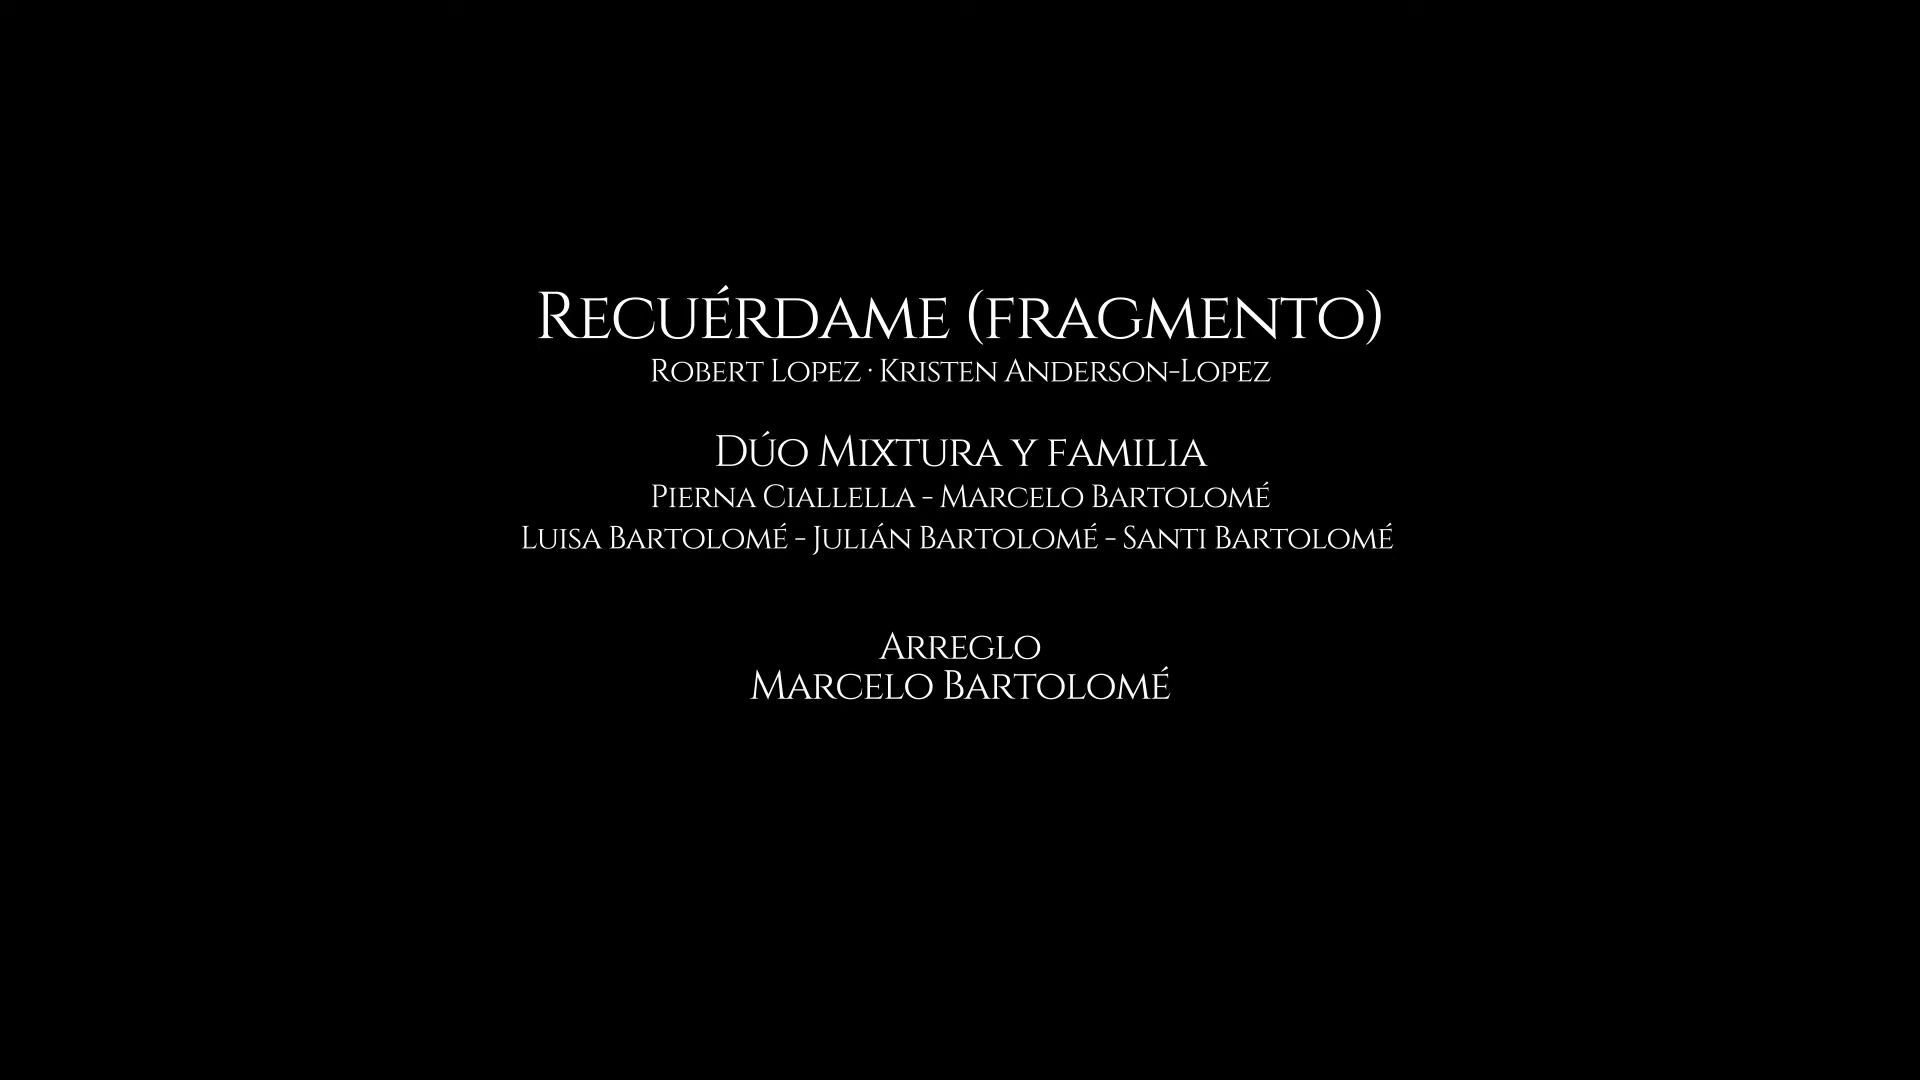 Recuérdame (fragmento)
Robert Lopez · Kristen Anderson-Lopez
Dúo Mixtura y familia
Pierna Ciallella - Marcelo Bartolomé
Luisa Bartolomé - Julián Bartolomé - Santi Bartolomé
Arreglo
Marcelo Bartolomé